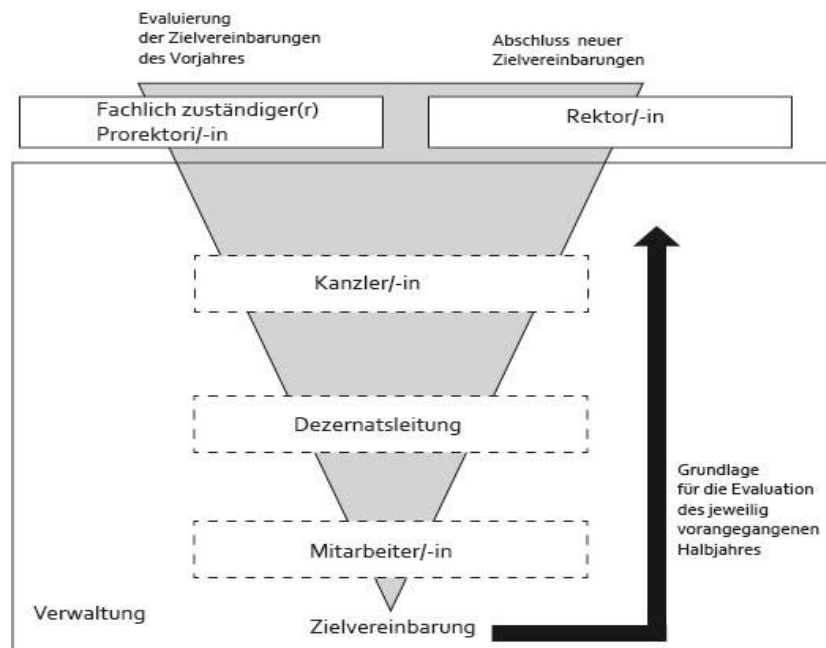 Evaluierung
der Zielvereinbarungen
des Vorjahres
Abschluss neuer
Zielvereinbarungen
Fachlich zuständiger(r)
Prorektori/-in
Rektor/-in
Kanzler/-in
Dezernatsleitung
Mitarbeiter/-in
Grundlage
für die Evaluation
des jeweilig
vorangegangenen
Halbjahres
Verwaltung
Zielvereinbarung